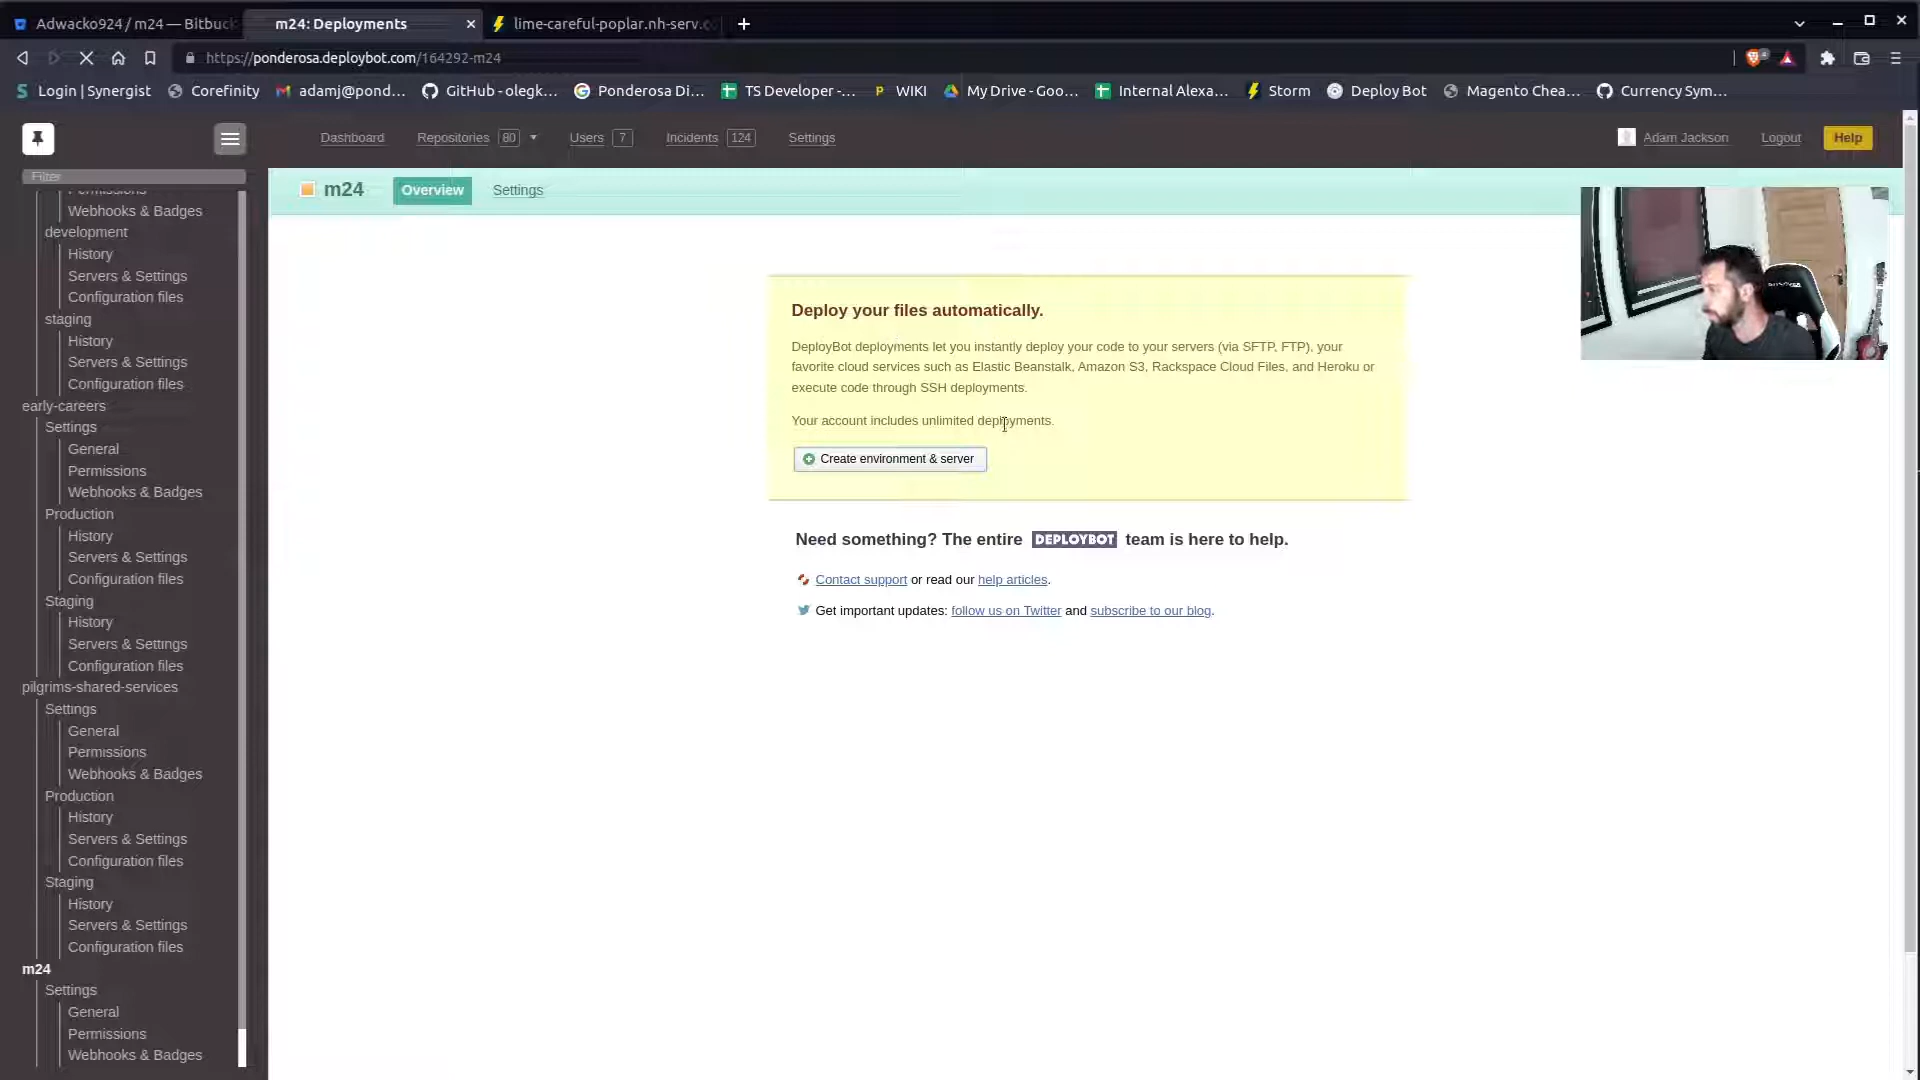 Adwacko924 / m24 — Bitbuck
m24: Deployments
lime-careful-poplar.nh-serv.co
https://ponderosa.deploybot.com/164292-m24
Login | Synergist
Corefinity
adamj@pond...
GitHub - olegk...
Ponderosa Di...
TS Developer -...
WIKI
My Drive - Goo...
Internal Alexa...
Storm
Deploy Bot
Magento Chea...
Currency Sym...
Dashboard
Repositories 80
Users 7
Incidents 124
Settings
Adam Jackson
Logout
Help
Filter
Permissions
Webhooks & Badges
development
History
Servers & Settings
Configuration files
staging
History
Servers & Settings
Configuration files
early-careers
Settings
General
Permissions
Webhooks & Badges
Production
History
Servers & Settings
Configuration files
Staging
History
Servers & Settings
Configuration files
pilgrims-shared-services
Settings
General
Permissions
Webhooks & Badges
Production
History
Servers & Settings
Configuration files
Staging
History
Servers & Settings
Configuration files
m24
Settings
General
Permissions
Webhooks & Badges
m24
Overview
Settings
Deploy your files automatically.
DeployBot deployments let you instantly deploy your code to your servers (via SFTP, FTP), your
favorite cloud services such as Elastic Beanstalk, Amazon S3, Rackspace Cloud Files, and Heroku or
execute code through SSH deployments.
Your account includes unlimited deployments.
Create environment & server
Need something? The entire DEPLOYBOT team is here to help.
Contact support or read our help articles.
Get important updates: follow us on Twitter and subscribe to our blog.